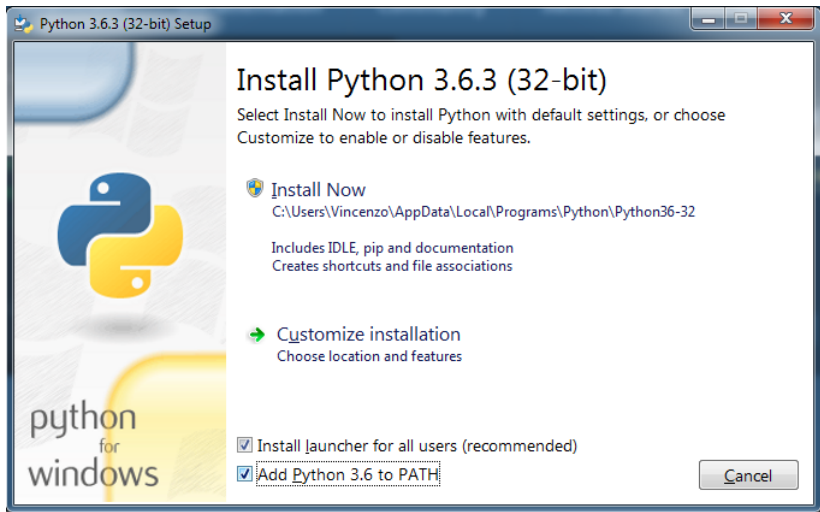 Python 3.6.3 (32-bit) Setup
Install Python 3.6.3 (32-bit)
Select Install Now to install Python with default settings, or choose
Customize to enable or disable features.
Install Now
C:\Users\Vincenzo\AppData\Local\Programs\Python\Python36-32
Includes IDLE, pip and documentation
Creates shortcuts and file associations
Customize installation
Choose location and features
python
for
windows
Install launcher for all users (recommended)
Add Python 3.6 to PATH
Cancel